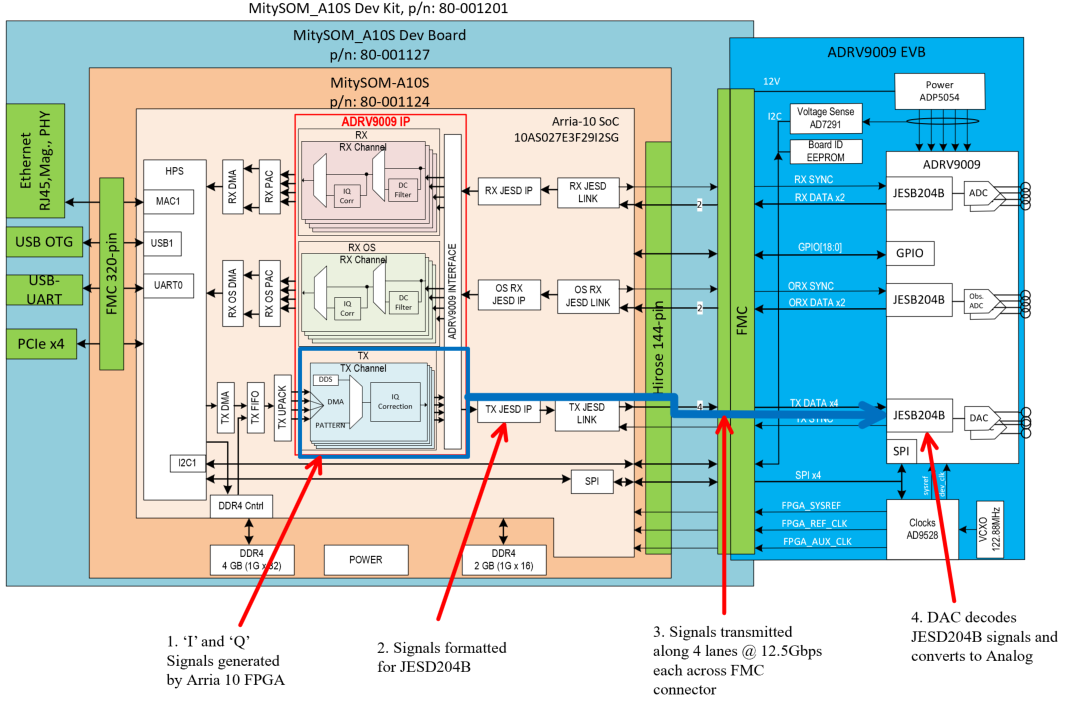 MitySOM_A10S Dev Kit, p/n: 80-001201
MitySOM_A10S Dev Board
p/n: 80-001127
ADRV9009 EVB
MitySOM-A10S
p/n: 80-001124
ADRV9009 IP
Arria-10 SoC
10AS027E3F29I2SG
Ethernet
RJ45,Mag., PHY
USB OTG
USB-
UART
PCIe x4
FMC 320-pin
HPS
MAC1
USB1
UART0
I2C1
RX DMA
RX PAC
RX
RX Channel
IQ
Corr
DC
Filter
RX OS DMA
RX OS PAC
RX OS
RX Channel
IQ
Corr
DC
Filter
TX DMA
TX FIFO
TX UPACK
TX
TX Channel
DDS
DMA
PATTERN
IQ
Correction
ADRV9009 INTERFACE
RX JESD IP
RX JESD
LINK
2
OS RX
JESD IP
OS RX
JESD LINK
2
TX JESD IP
TX JESD
LINK
4
SPI
DDR4 Cntrl
DDR4
4 GB (1G x 32)
POWER
DDR4
2 GB (1G x 16)
Hirose 144-pin
FMC
12V
I2C
Power
ADP5054
Voltage Sense
AD7291
Board ID
EEPROM
ADRV9009
RX SYNC
RX DATA x2
JESB204B
ADC
GPIO[18:0]
GPIO
ORX SYNC
ORX DATA x2
JESB204B
Obs.
ADC
TX DATA x4
TX SYNC
JESB204B
DAC
SPI
SPI x4
sysref
dev_clk
FPGA_SYSREF
FPGA_REF_CLK
FPGA_AUX_CLK
Clocks
AD9528
VCXO
122.88MHz
1. ‘I’ and ‘Q’
Signals generated
by Arria 10 FPGA
2. Signals formatted
for JESD204B
3. Signals transmitted
along 4 lanes @ 12.5Gbps
each across FMC
connector
4. DAC decodes
JESD204B signals and
converts to Analog